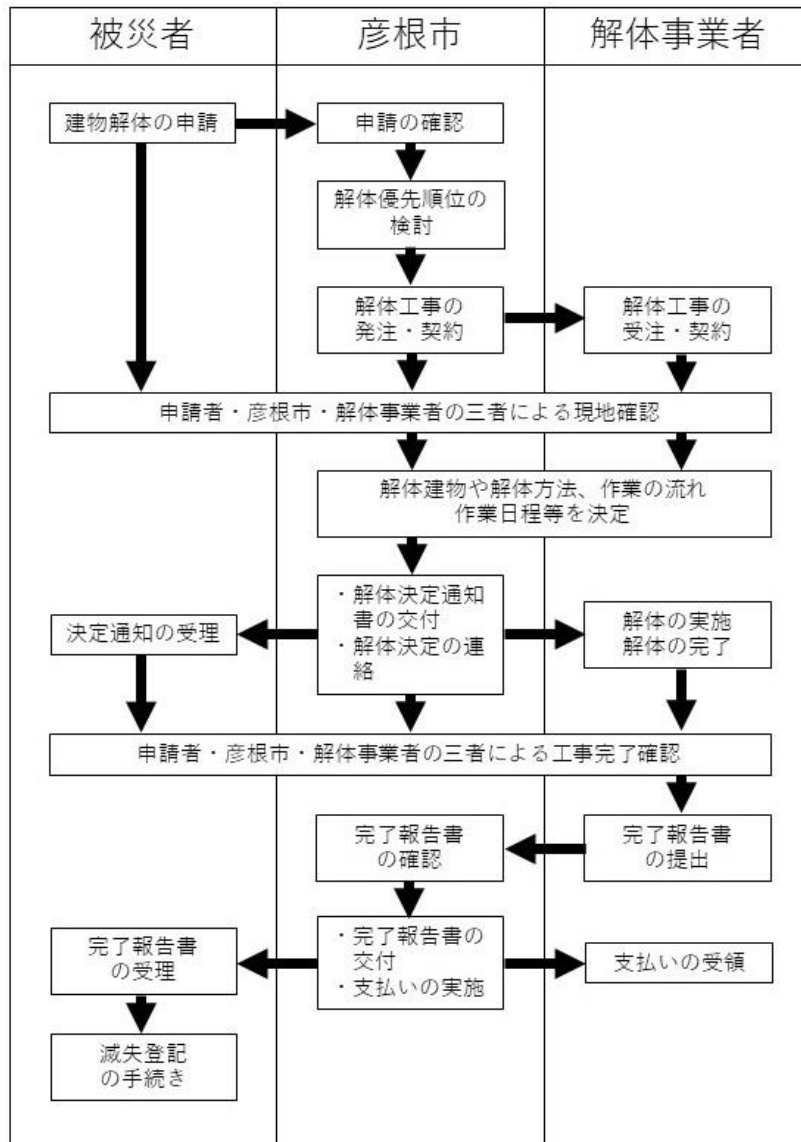 被災者
彦根市
解体事業者
建物解体の申請
申請の確認
解体優先順位の
検討
解体工事の
発注・契約
解体工事の
受注・契約
申請者・彦根市・解体事業者の三者による現地確認
解体建物や解体方法、作業の流れ
作業日程等を決定
・解体決定通知
書の交付
・解体決定の連
絡
決定通知の受理
解体の実施
解体の完了
申請者・彦根市・解体事業者の三者による工事完了確認
完了報告書
の提出
完了報告書
の確認
・完了報告書の
交付
・支払いの実施
完了報告書
の受理
支払いの受領
滅失登記
の手続き